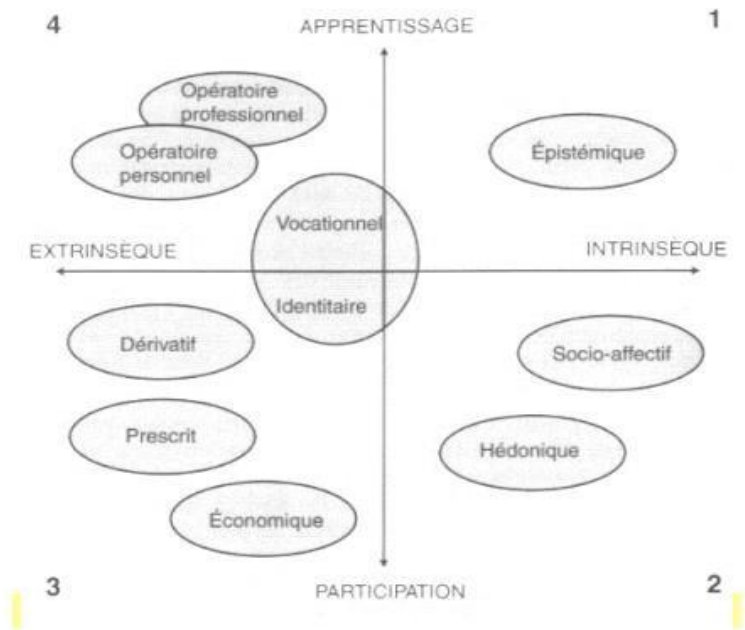 4
APPRENTISSAGE
1
Opératoire
professionnel
Opératoire
personnel
Épistémique
Vocationnel
EXTRINSÈQUE
INTRINSÈQUE
Identitaire
Dérivatif
Socio-affectif
Prescrit
Hédonique
Économique
3
PARTICIPATION
2